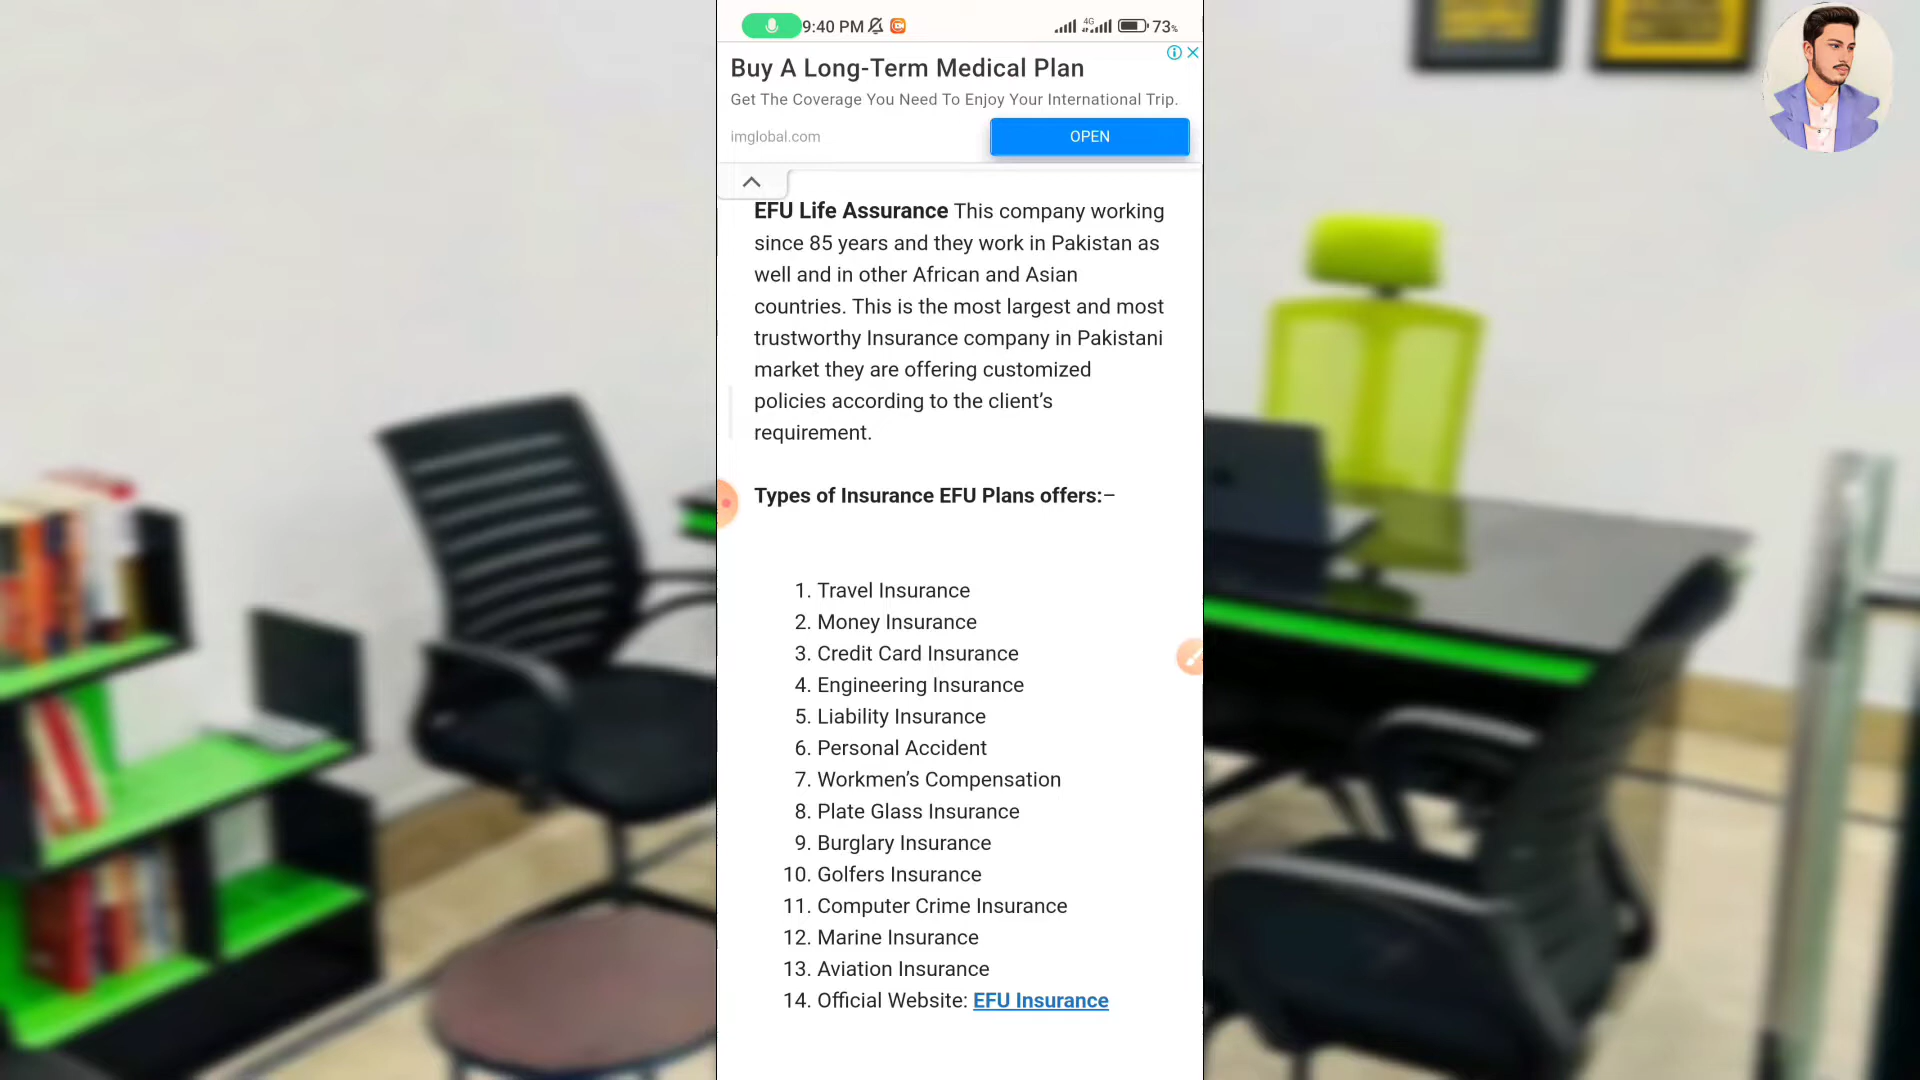 9:40 PM 4G 73%
Buy A Long-Term Medical Plan
Get The Coverage You Need To Enjoy Your International Trip.
imglobal.com OPEN
EFU Life Assurance This company working
since 85 years and they work in Pakistan as
well and in other African and Asian
countries. This is the most largest and most
trustworthy Insurance company in Pakistani
market they are offering customized
policies according to the client’s
requirement.
Types of Insurance EFU Plans offers:–
1. Travel Insurance
2. Money Insurance
3. Credit Card Insurance
4. Engineering Insurance
5. Liability Insurance
6. Personal Accident
7. Workmen’s Compensation
8. Plate Glass Insurance
9. Burglary Insurance
10. Golfers Insurance
11. Computer Crime Insurance
12. Marine Insurance
13. Aviation Insurance
14. Official Website: EFU Insurance